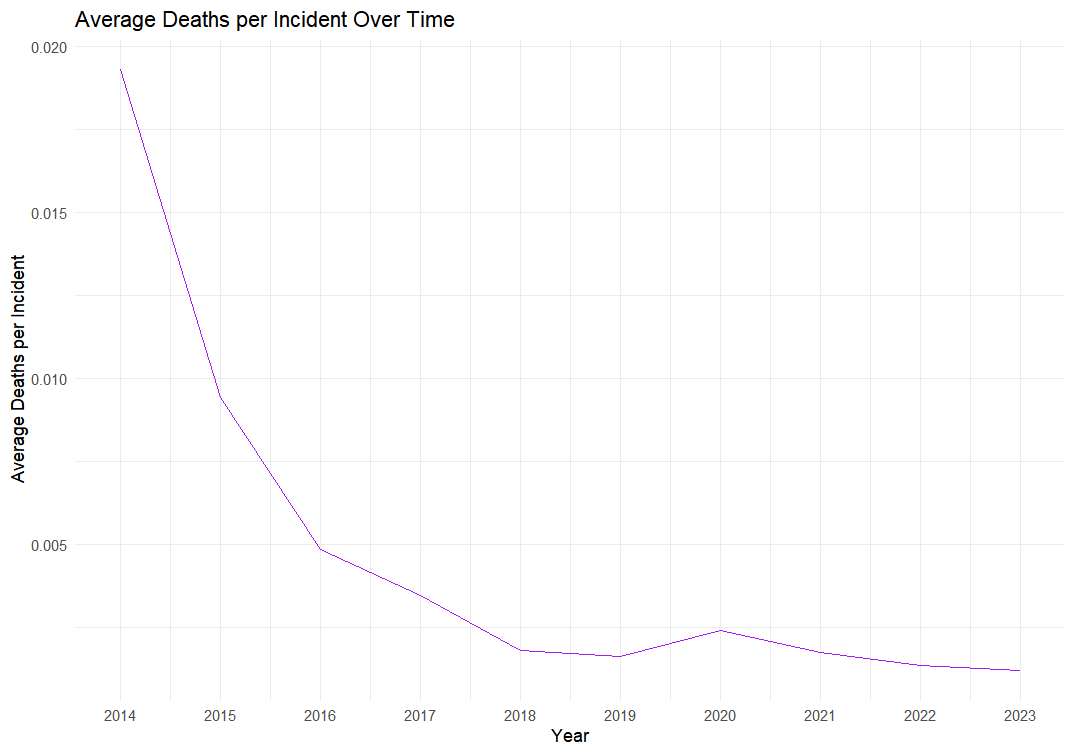 Average Deaths per Incident Over Time
Average Deaths per Incident
0.020
0.015
0.010
0.005
2014 2015 2016 2017 2018 2019 2020 2021 2022 2023
Year